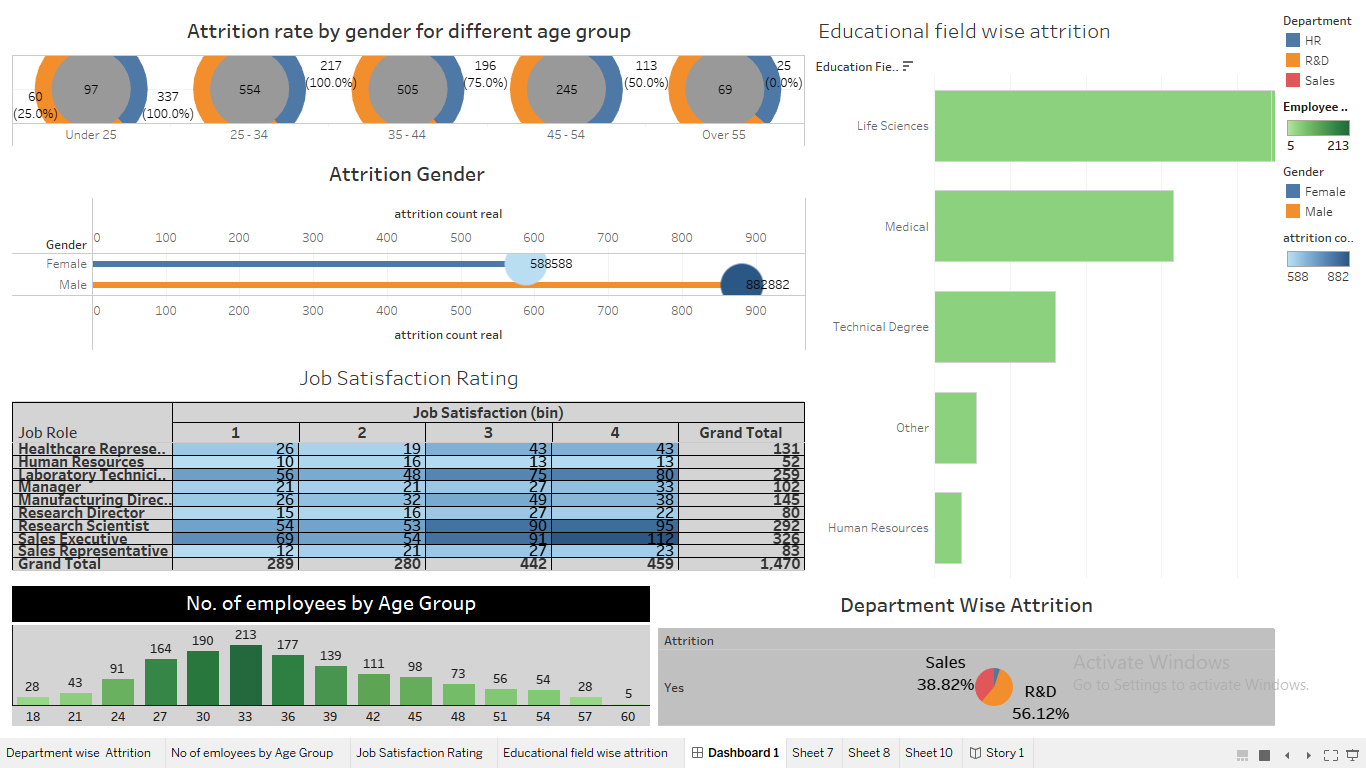 Attrition rate by gender for different age group
60
(25.0%)
97
337
(100.0%)
554
217
(100.0%)
505
196
(75.0%)
245
113
(50.0%)
69
25
(0.0%)
Under 25 25 - 34 35 - 44 45 - 54 Over 55
Attrition Gender
attrition count real
Gender
0 100 200 300 400 500 600 700 800 900
Female 588588
Male 882882
0 100 200 300 400 500 600 700 800 900
attrition count real
Job Satisfaction Rating
Job Satisfaction (bin)
Job Role 1 2 3 4 Grand Total
Healthcare Represe.. 26 19 43 43 131
Human Resources 10 16 13 13 52
Laboratory Technici.. 56 48 75 80 259
Manager 21 21 27 33 102
Manufacturing Direc.. 26 32 49 38 145
Research Director 15 16 27 22 80
Research Scientist 54 53 90 95 292
Sales Executive 69 54 91 112 326
Sales Representative 12 21 27 23 83
Grand Total 289 280 442 459 1,470
No. of employees by Age Group
28 43 91 164 190 213 177 139 111 98 73 56 54 28 5
18 21 24 27 30 33 36 39 42 45 48 51 54 57 60
Educational field wise attrition
Education Fie..
Life Sciences
Medical
Technical Degree
Other
Human Resources
Department
HR
R&D
Sales
Employee ..
5 213
Gender
Female
Male
attrition co..
588 882
Department Wise Attrition
Attrition
Yes
Sales
38.82%
R&D
56.12%
Activate Windows
Go to Settings to activate Windows.
Department wise Attrition No of emloyees by Age Group Job Satisfaction Rating Educational field wise attrition Dashboard 1 Sheet 7 Sheet 8 Sheet 10 Story 1